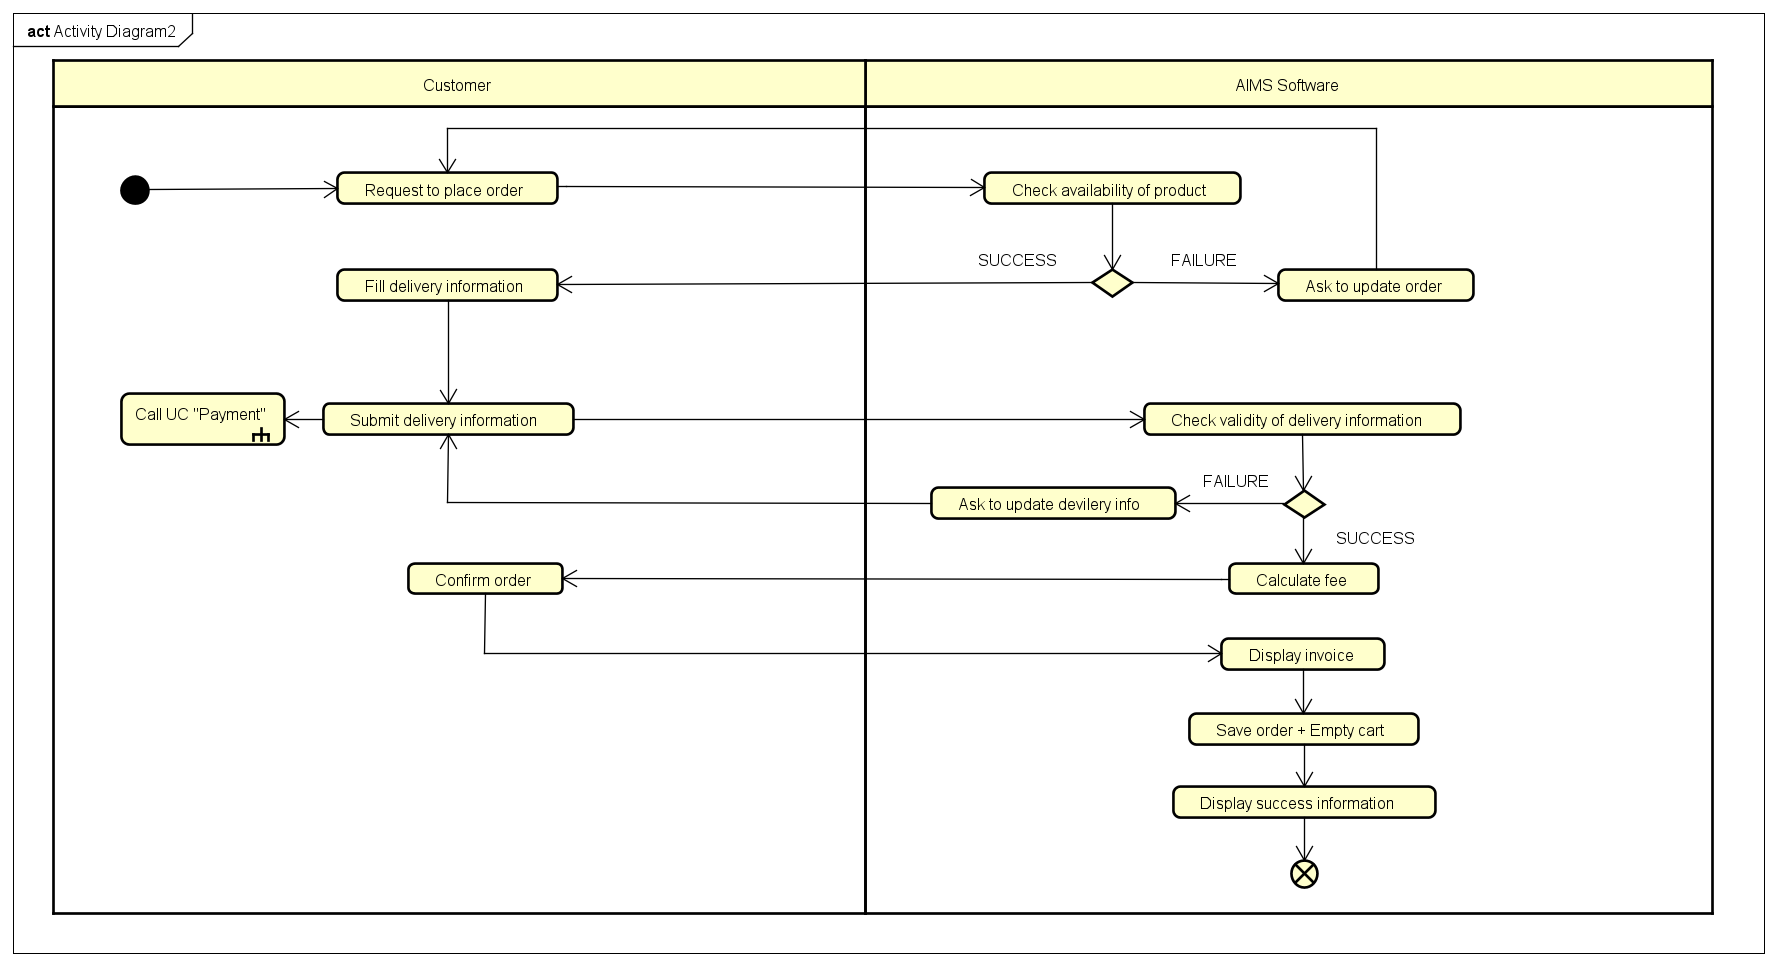 act Activity Diagram2
Customer
AIMS Software
Request to place order
Check availability of product
SUCCESS
FAILURE
Fill delivery information
Ask to update order
Call UC "Payment"
Submit delivery information
Check validity of delivery information
FAILURE
Ask to update devilery info
SUCCESS
Confirm order
Calculate fee
Display invoice
Save order + Empty cart
Display success information